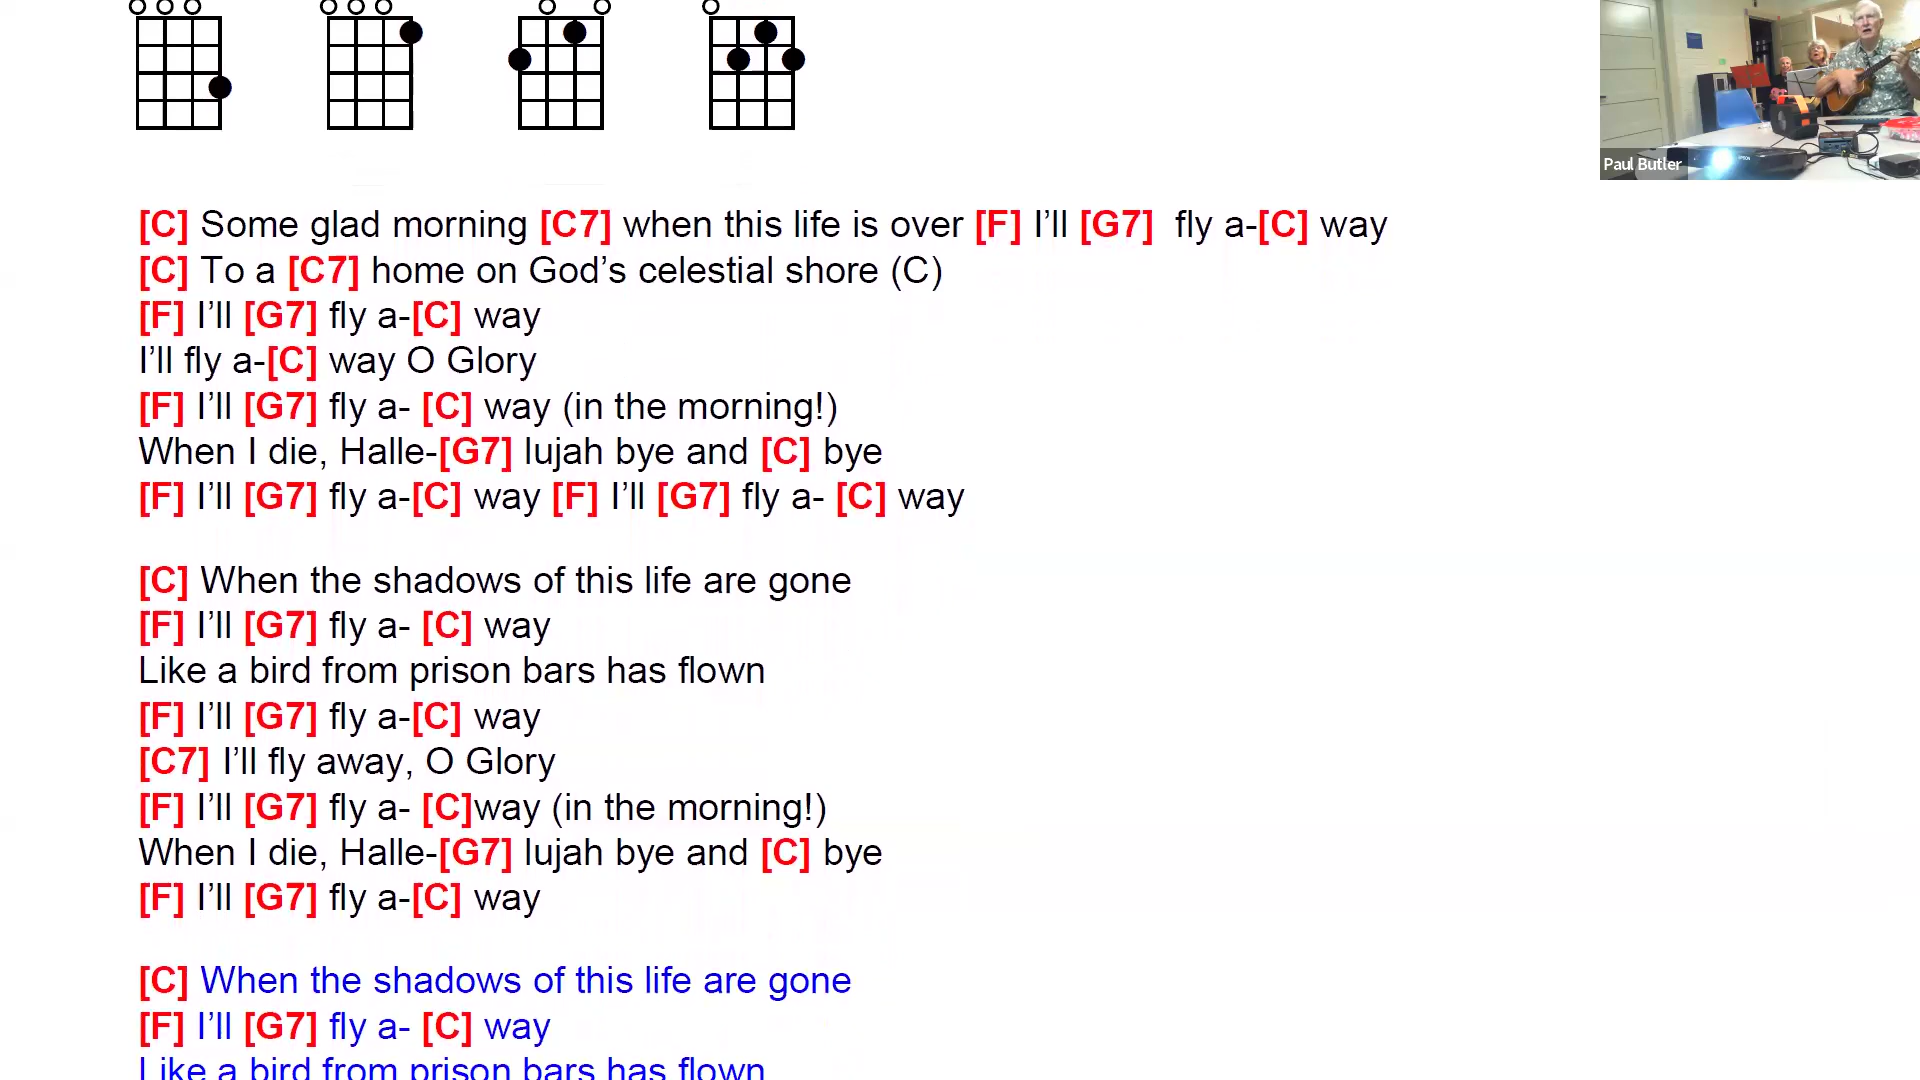 [C] Some glad morning [C7] when this life is over [F] I’ll [G7] fly a-[C] way
[C] To a [C7] home on God’s celestial shore (C)
[F] I’ll [G7] fly a-[C] way
I’ll fly a-[C] way O Glory
[F] I’ll [G7] fly a- [C] way (in the morning!)
When I die, Halle-[G7] lujah bye and [C] bye
[F] I’ll [G7] fly a-[C] way [F] I’ll [G7] fly a- [C] way
[C] When the shadows of this life are gone
[F] I’ll [G7] fly a- [C] way
Like a bird from prison bars has flown
[F] I’ll [G7] fly a-[C] way
[C7] I’ll fly away, O Glory
[F] I’ll [G7] fly a- [C]way (in the morning!)
When I die, Halle-[G7] lujah bye and [C] bye
[F] I’ll [G7] fly a-[C] way
[C] When the shadows of this life are gone
[F] I’ll [G7] fly a- [C] way
Like a bird from prison bars has flown
Paul Butler
EPSON